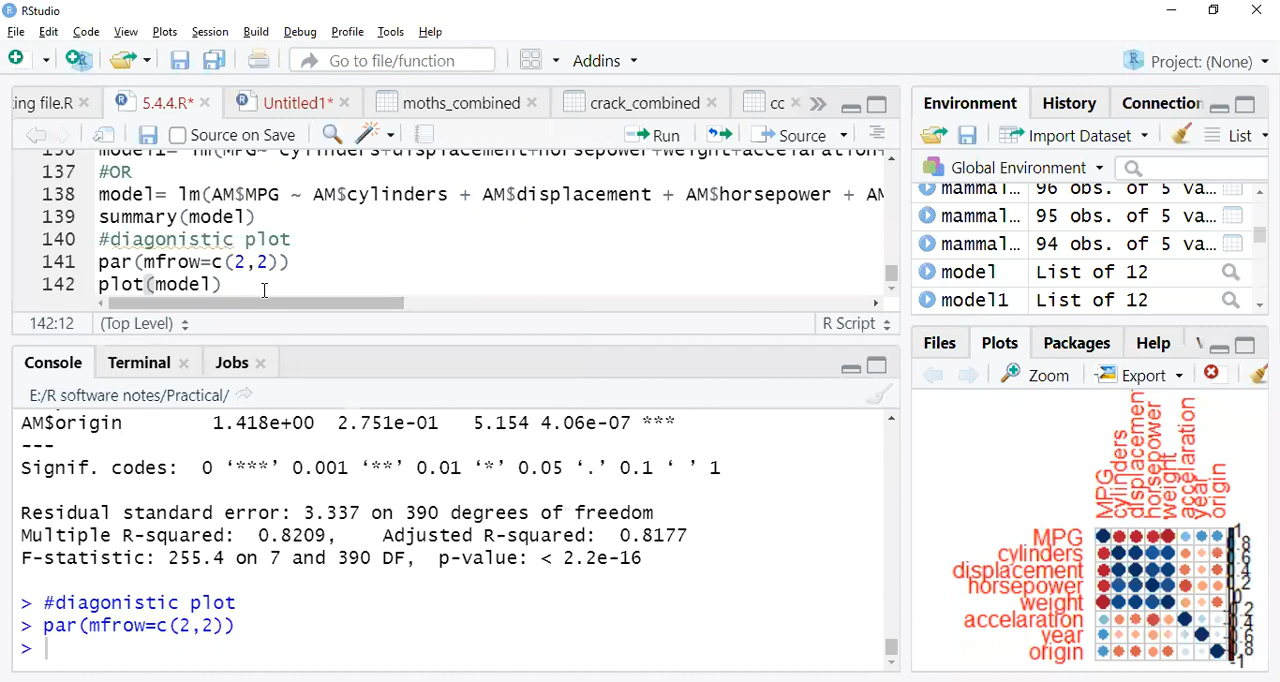 RStudio
File Edit Code View Plots Session Build Debug Profile Tools Help
Go to file/function Addins Project: (None)
ing file.R 5.4.4.R* Untitled1* moths_combined crack_combined cc
Source on Save Run Source
136 model1= lm(MPG~ cylinders+displacement+horsepower+weight+accelaration+
137 #OR
138 model= lm(AM$MPG ~ AM$cylinders + AM$displacement + AM$horsepower + AM
139 summary(model)
140 #diagonistic plot
141 par(mfrow=c(2,2))
142 plot(model)
142:12 (Top Level) R Script
Console Terminal Jobs
E:/R software notes/Practical/
AM$origin 1.418e+00 2.751e-01 5.154 4.06e-07 ***
---
Signif. codes: 0 ‘***’ 0.001 ‘**’ 0.01 ‘*’ 0.05 ‘.’ 0.1 ‘ ’ 1
Residual standard error: 3.337 on 390 degrees of freedom
Multiple R-squared: 0.8209, Adjusted R-squared: 0.8177
F-statistic: 255.4 on 7 and 390 DF, p-value: < 2.2e-16
> #diagonistic plot
> par(mfrow=c(2,2))
>
Environment History Connection
Import Dataset List
Global Environment
mammal... 96 obs. of 5 va...
mammal... 95 obs. of 5 va...
mammal... 94 obs. of 5 va...
model List of 12
model1 List of 12
Files Plots Packages Help
Zoom Export
MPG
cylinders
displacemen
horsepower
weight
accelaration
year
origin
MPG
cylinders
displacement
horsepower
weight
accelaration
year
origin